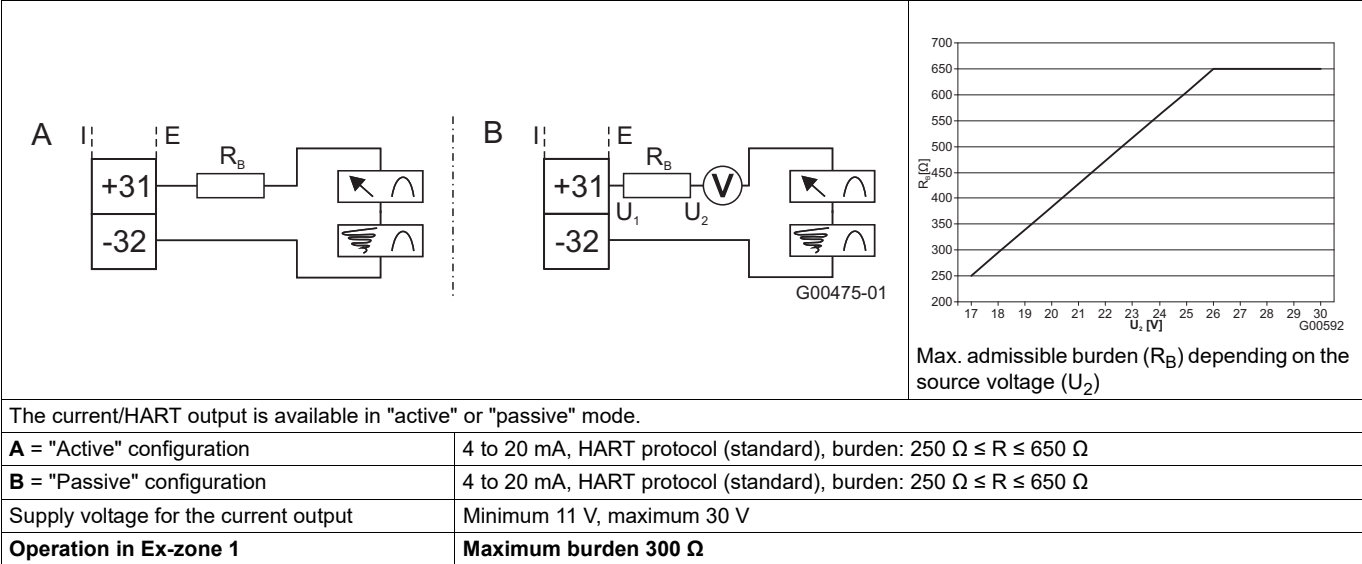 A
I
E
R_B
+31
-32
B
I
E
R_B
+31
V
U₁
U₂
-32
G00475-01
700
650
600
550
500
450
400
350
300
250
200
R_B [Ω]
17 18 19 20 21 22 23 24 25 26 27 28 29 30
U₂ [V]
G00592
Max. admissible burden (R_B) depending on the
source voltage (U₂)
The current/HART output is available in "active" or "passive" mode.
A = "Active" configuration
4 to 20 mA, HART protocol (standard), burden: 250 Ω ≤ R ≤ 650 Ω
B = "Passive" configuration
4 to 20 mA, HART protocol (standard), burden: 250 Ω ≤ R ≤ 650 Ω
Supply voltage for the current output
Minimum 11 V, maximum 30 V
Operation in Ex-zone 1
Maximum burden 300 Ω